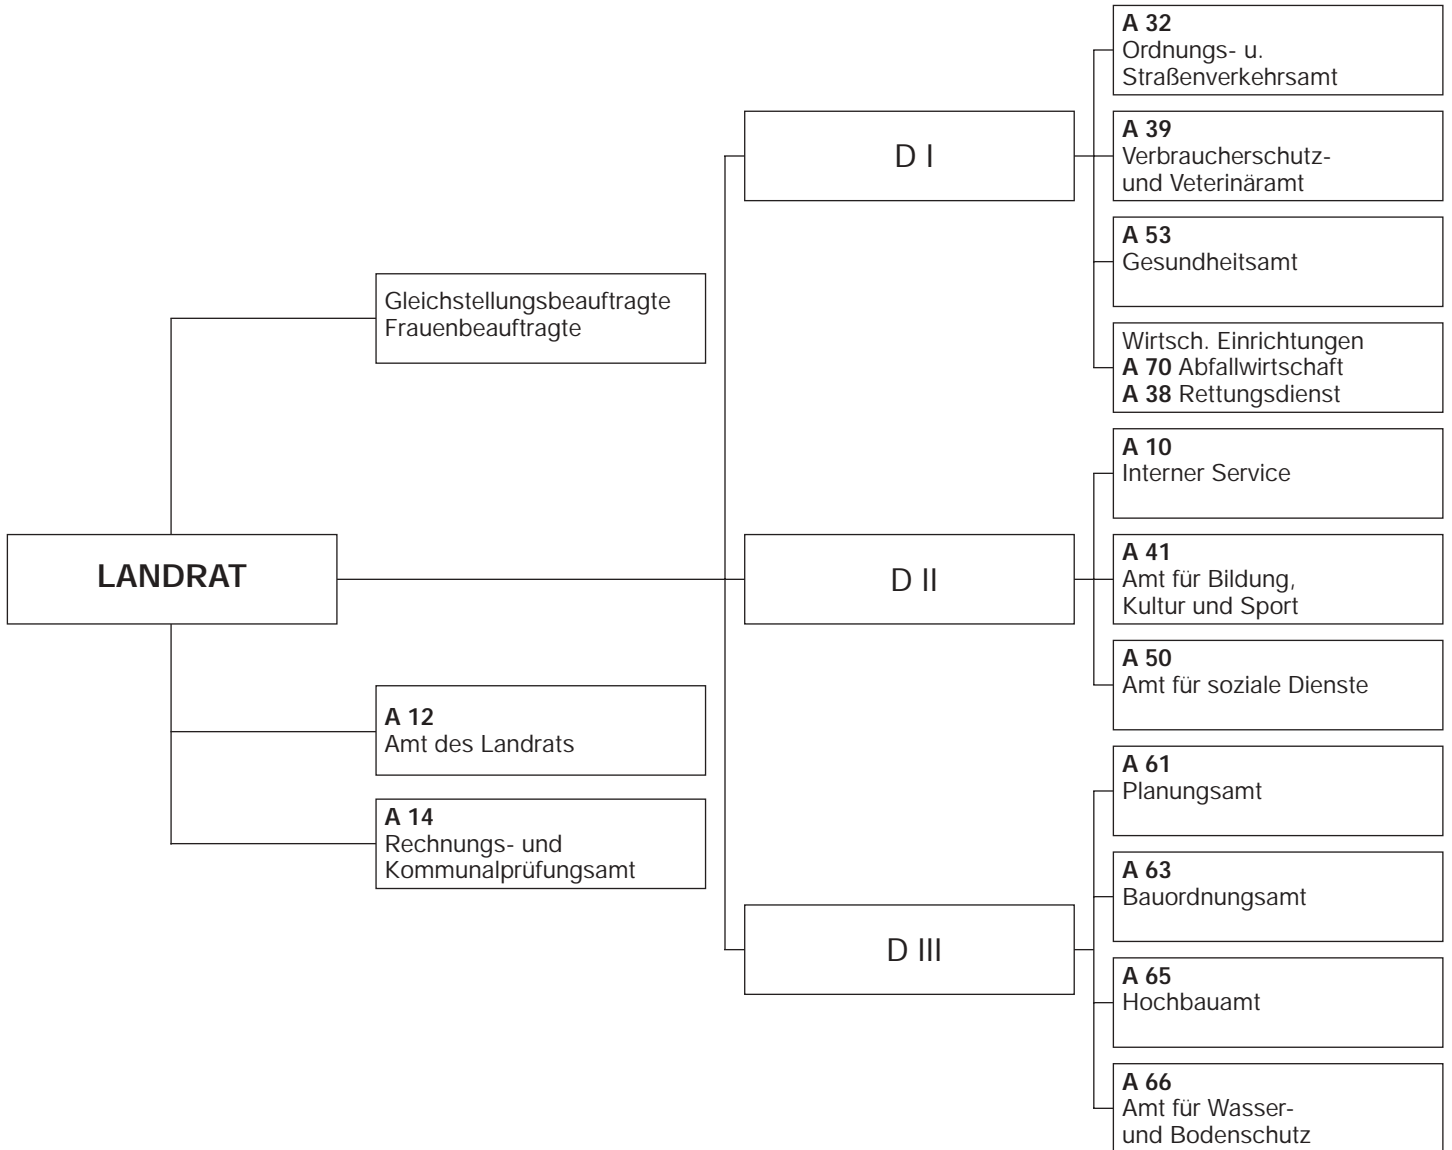 LANDRAT
Gleichstellungsbeauftragte
Frauenbeauftragte
A 12
Amt des Landrats
A 14
Rechnungs- und
Kommunalprüfungsamt
D I
A 32
Ordnungs- u.
Straßenverkehrsamt
A 39
Verbraucherschutz-
und Veterinäramt
A 53
Gesundheitsamt
Wirtsch. Einrichtungen
A 70 Abfallwirtschaft
A 38 Rettungsdienst
D II
A 10
Interner Service
A 41
Amt für Bildung,
Kultur und Sport
A 50
Amt für soziale Dienste
D III
A 61
Planungsamt
A 63
Bauordnungsamt
A 65
Hochbauamt
A 66
Amt für Wasser-
und Bodenschutz